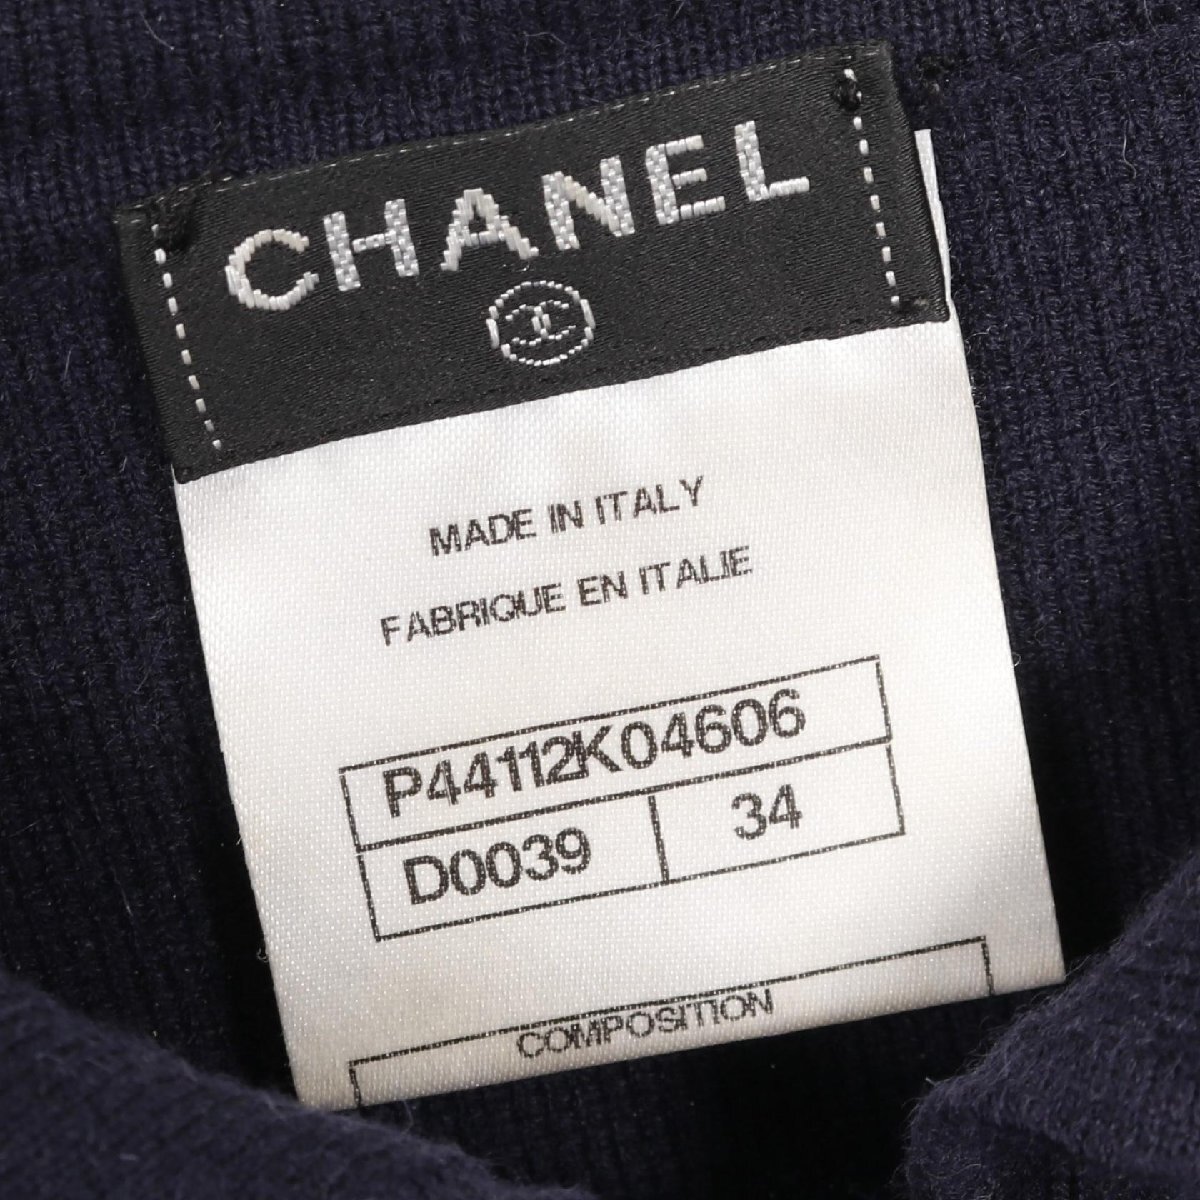 CHANEL
MADE IN ITALY
FABRIQUE EN ITALIE
P44112K04606
D0039 34
COMPOSITION